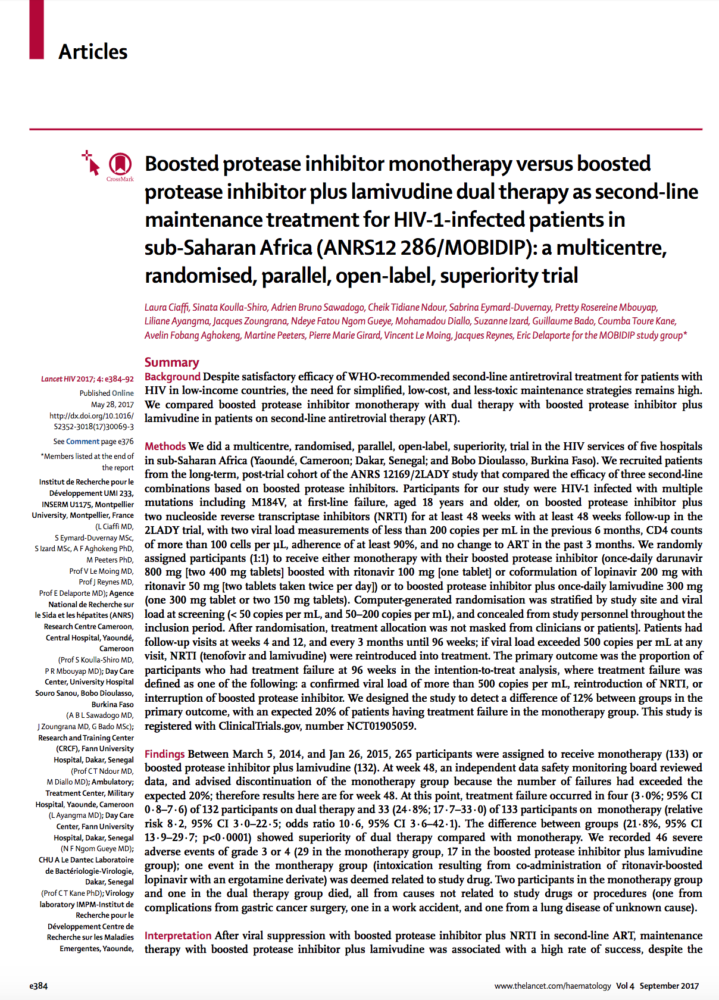 Articles
CrossMark
Boosted protease inhibitor monotherapy versus boosted
protease inhibitor plus lamivudine dual therapy as second-line
maintenance treatment for HIV-1-infected patients in
sub-Saharan Africa (ANRS12 286/MOBIDIP): a multicentre,
randomised, parallel, open-label, superiority trial
Laura Ciaffi, Sinata Koulla-Shiro, Adrien Bruno Sawadogo, Cheik Tidiane Ndour, Sabrina Eymard-Duvernay, Pretty Rosereine Mbouyap,
Liliane Ayangma, Jacques Zoungrana, Ndeye Fatou Ngom Gueye, Mohamadou Diallo, Suzanne Izard, Guillaume Bado, Coumba Toure Kane,
Avelin Fobang Aghokeng, Martine Peeters, Pierre Marie Girard, Vincent Le Moing, Jacques Reynes, Eric Delaporte for the MOBIDIP study group*
Summary
Background Despite satisfactory efficacy of WHO-recommended second-line antiretroviral treatment for patients with
HIV in low-income countries, the need for simplified, low-cost, and less-toxic maintenance strategies remains high.
We compared boosted protease inhibitor monotherapy with dual therapy with boosted protease inhibitor plus
lamivudine in patients on second-line antiretrovial therapy (ART).
Methods We did a multicentre, randomised, parallel, open-label, superiority, trial in the HIV services of five hospitals
in sub-Saharan Africa (Yaoundé, Cameroon; Dakar, Senegal; and Bobo Dioulasso, Burkina Faso). We recruited patients
from the long-term, post-trial cohort of the ANRS 12169/2LADY study that compared the efficacy of three second-line
combinations based on boosted protease inhibitors. Participants for our study were HIV-1 infected with multiple
mutations including M184V, at first-line failure, aged 18 years and older, on boosted protease inhibitor plus
two nucleoside reverse transcriptase inhibitors (NRTI) for at least 48 weeks with at least 48 weeks follow-up in the
2LADY trial, with two viral load measurements of less than 200 copies per mL in the previous 6 months, CD4 counts
of more than 100 cells per µL, adherence of at least 90%, and no change to ART in the past 3 months. We randomly
assigned participants (1:1) to receive either monotherapy with their boosted protease inhibitor (once-daily darunavir
800 mg [two 400 mg tablets] boosted with ritonavir 100 mg [one tablet] or coformulation of lopinavir 200 mg with
ritonavir 50 mg [two tablets taken twice per day]) or to boosted protease inhibitor plus once-daily lamivudine 300 mg
(one 300 mg tablet or two 150 mg tablets). Computer-generated randomisation was stratified by study site and viral
load at screening (< 50 copies per mL, and 50–200 copies per mL), and concealed from study personnel throughout the
inclusion period. After randomisation, treatment allocation was not masked from clinicians or patients]. Patients had
follow-up visits at weeks 4 and 12, and every 3 months until 96 weeks; if viral load exceeded 500 copies per mL at any
visit, NRTI (tenofovir and lamivudine) were reintroduced into treatment. The primary outcome was the proportion of
participants who had treatment failure at 96 weeks in the intention-to-treat analysis, where treatment failure was
defined as one of the following: a confirmed viral load of more than 500 copies per mL, reintroduction of NRTI, or
interruption of boosted protease inhibitor. We designed the study to detect a difference of 12% between groups in the
primary outcome, with an expected 20% of patients having treatment failure in the monotherapy group. This study is
registered with ClinicalTrials.gov, number NCT01905059.
Findings Between March 5, 2014, and Jan 26, 2015, 265 participants were assigned to receive monotherapy (133) or
boosted protease inhibitor plus lamivudine (132). At week 48, an independent data safety monitoring board reviewed
data, and advised discontinuation of the monotherapy group because the number of failures had exceeded the
expected 20%; therefore results here are for week 48. At this point, treatment failure occurred in four (3·0%; 95% CI
0·8–7·6) of 132 participants on dual therapy and 33 (24·8%; 17·7–33·0) of 133 participants on monotherapy (relative
risk 8·2, 95% CI 3·0–22·5; odds ratio 10·6, 95% CI 3·6–42·1). The difference between groups (21·8%, 95% CI
13·9–29·7; p<0·0001) showed superiority of dual therapy compared with monotherapy. We recorded 46 severe
adverse events of grade 3 or 4 (29 in the monotherapy group, 17 in the boosted protease inhibitor plus lamivudine
group); one event in the montherapy group (intoxication resulting from co-administration of ritonavir-boosted
lopinavir with an ergotamine derivate) was deemed related to study drug. Two participants in the monotherapy group
and one in the dual therapy group died, all from causes not related to study drugs or procedures (one from
complications from gastric cancer surgery, one in a work accident, and one from a lung disease of unknown cause).
Interpretation After viral suppression with boosted protease inhibitor plus NRTI in second-line ART, maintenance
therapy with boosted protease inhibitor plus lamivudine was associated with a high rate of success, despite the
Lancet HIV 2017; 4: e384–92
Published Online
May 28, 2017
http://dx.doi.org/10.1016/
S2352-3018(17)30069-3
See Comment page e376
*Members listed at the end of
the report
Institut de Recherche pour le
Développement UMI 233,
INSERM U1175, Montpellier
University, Montpellier, France
(L Ciaffi MD,
S Eymard-Duvernay MSc,
S Izard MSc, A F Aghokeng PhD,
M Peeters PhD,
Prof V Le Moing MD,
Prof J Reynes MD,
Prof E Delaporte MD); Agence
National de Recherche sur
le Sida et les hépatites (ANRS)
Research Centre Cameroon,
Central Hospital, Yaoundé,
Cameroon
(Prof S Koulla-Shiro MD,
P R Mbouyap MD); Day Care
Center, University Hospital
Souro Sanou, Bobo Dioulasso,
Burkina Faso
(A B L Sawadogo MD,
J Zoungrana MD, G Bado MSc);
Research and Training Center
(CRCF), Fann University
Hospital, Dakar, Senegal
(Prof C T Ndour MD,
M Diallo MD); Ambulatory;
Treatment Center, Military
Hospital, Yaounde, Cameroon
(L Ayangma MD); Day Care
Center, Fann University
Hospital, Dakar, Senegal
(N F Ngom Gueye MD);
CHU A Le Dantec Laboratoire
de Bactériologie-Virologie,
Dakar, Senegal
(Prof C T Kane PhD); Virology
laboratory IMPM-Institut de
Recherche pour le
Développement Centre de
Recherche sur les Maladies
Emergentes, Yaounde,
e384
www.thelancet.com/haematology Vol 4 September 2017